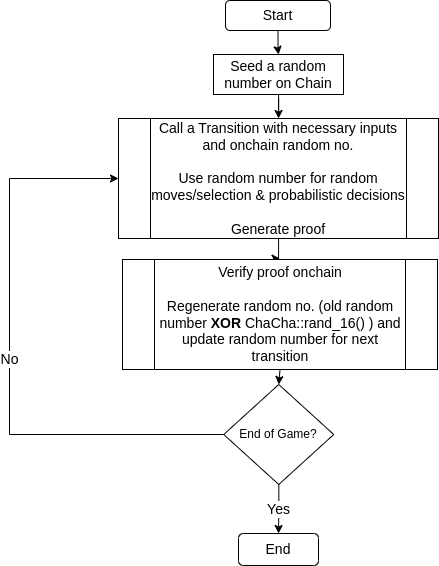 Start
Seed a random
number on Chain
Call a Transition with necessary inputs
and onchain random no.
Use random number for random
moves/selection & probabilistic decisions
Generate proof
Verify proof onchain
Regenerate random no. (old random
number XOR ChaCha::rand_16() ) and
update random number for next
transition
No
End of Game?
Yes
End